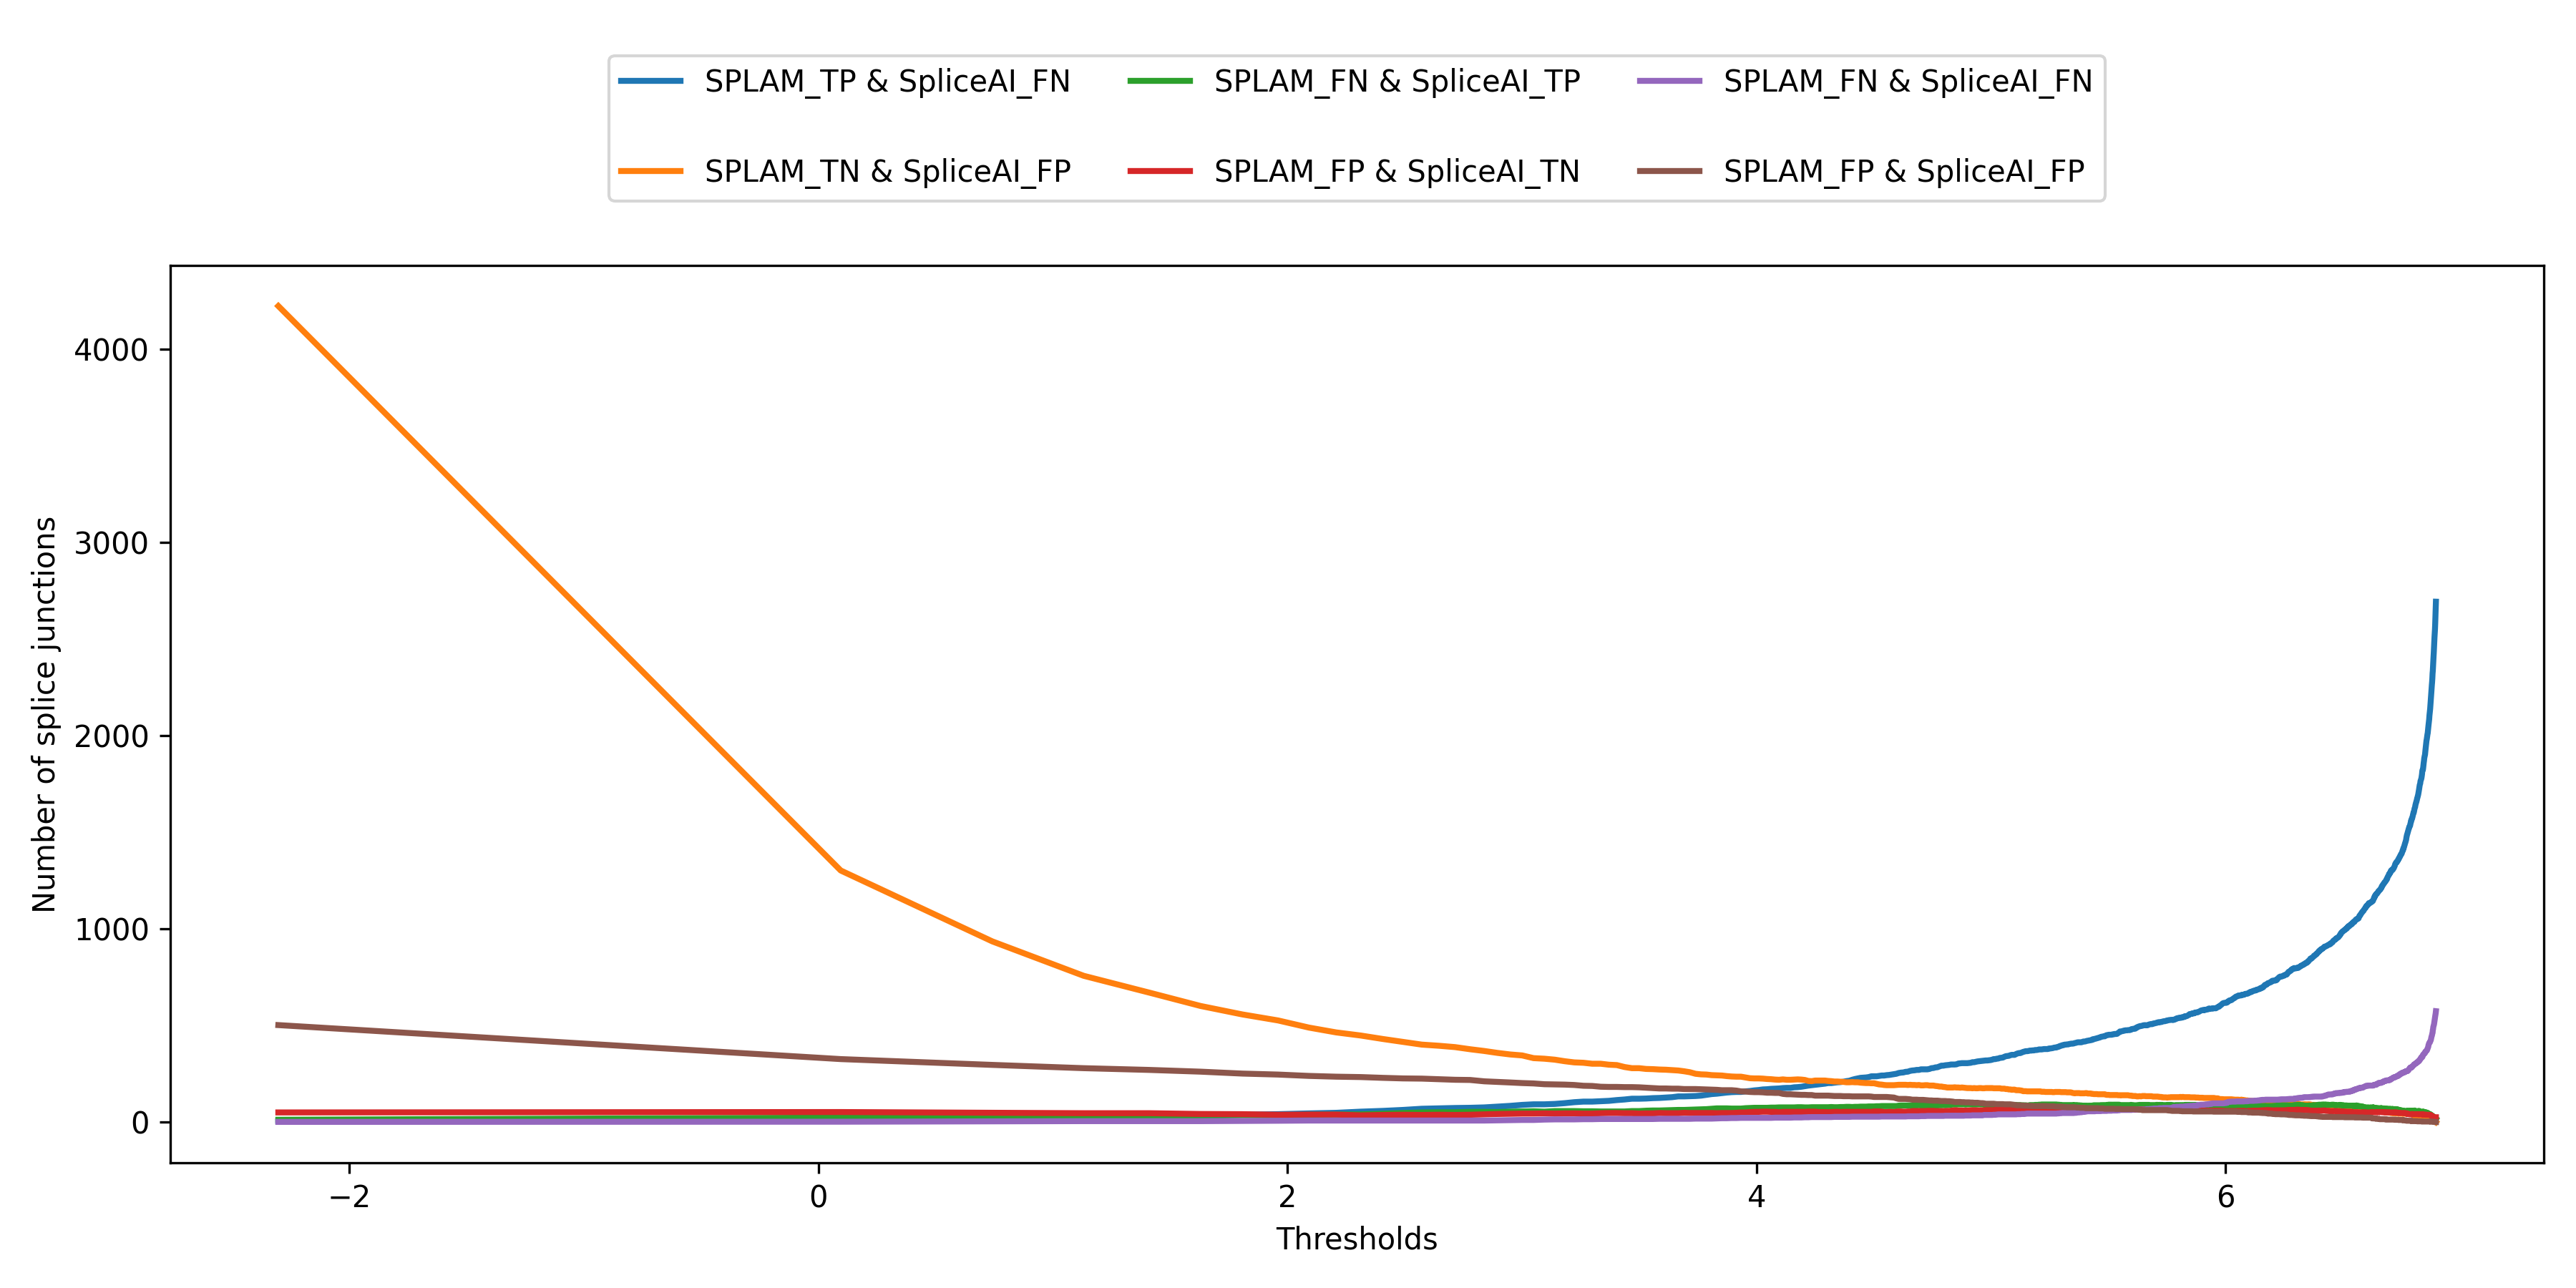 SPLAM_TP & SpliceAI_FN
SPLAM_FN & SpliceAI_TP
SPLAM_FN & SpliceAI_FN
SPLAM_TN & SpliceAI_FP
SPLAM_FP & SpliceAI_TN
SPLAM_FP & SpliceAI_FP
Number of splice junctions
4000
3000
2000
1000
0
−2
0
2
4
6
Thresholds